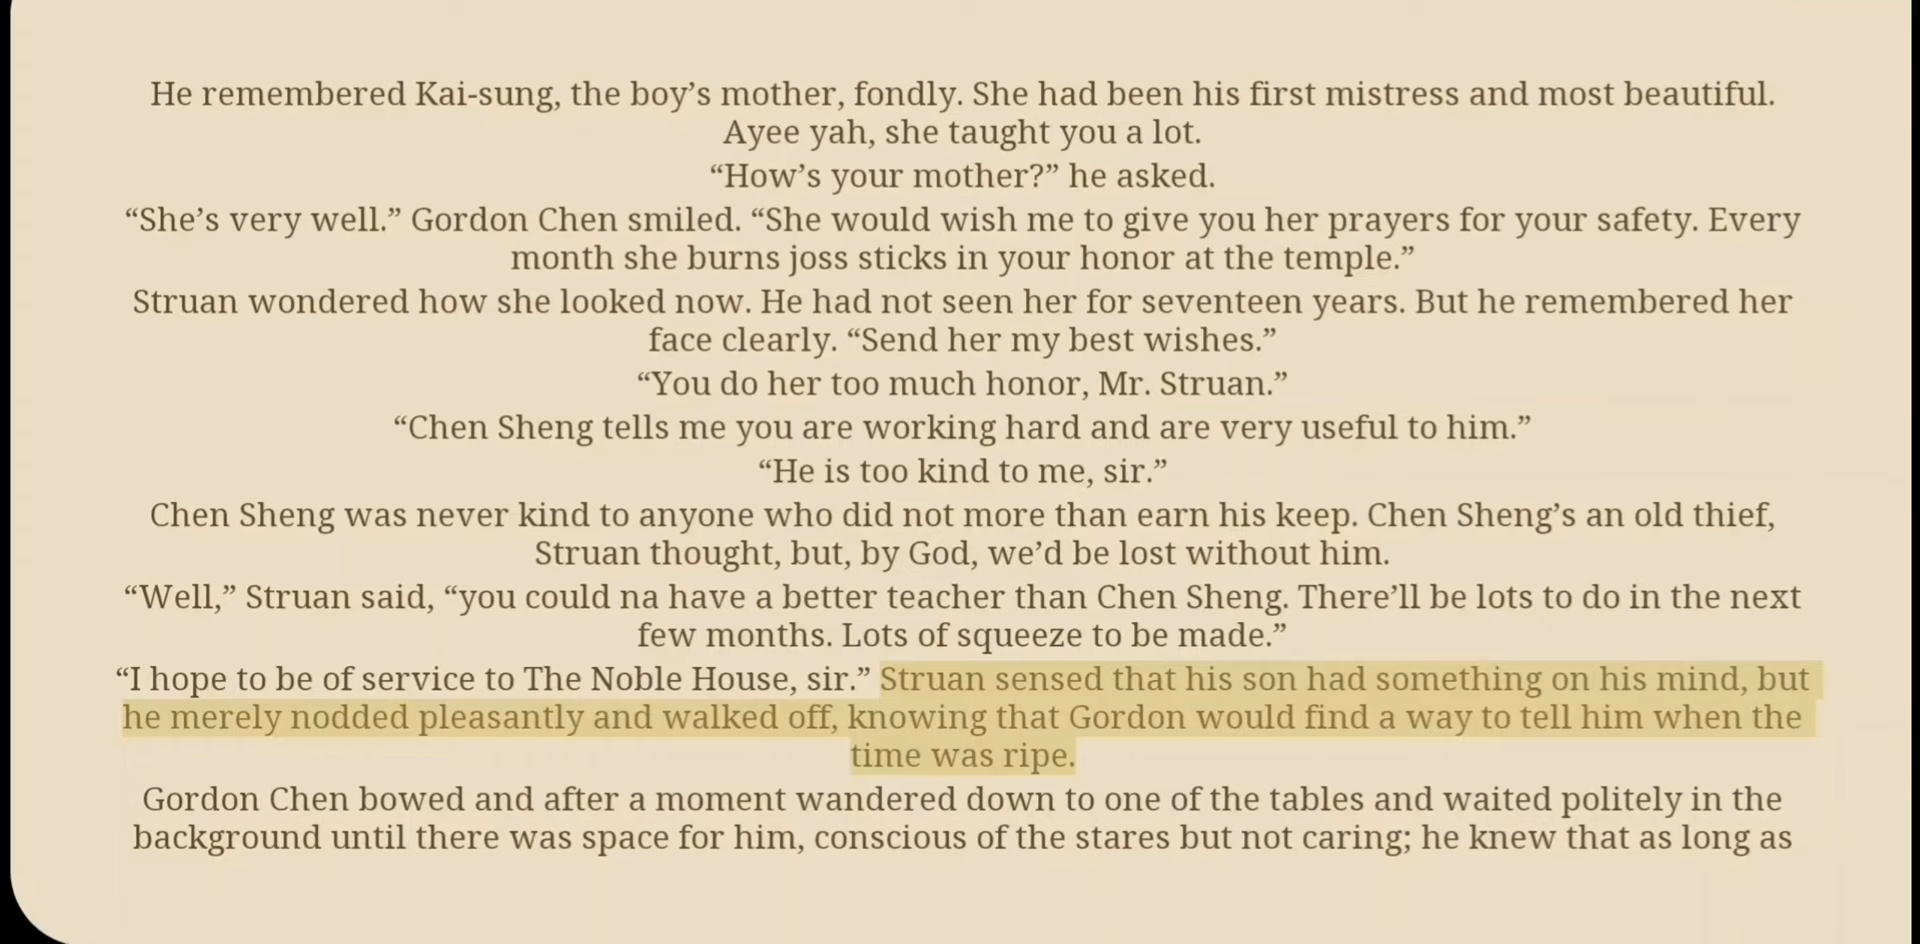 He remembered Kai-sung, the boy’s mother, fondly. She had been his first mistress and most beautiful.
Ayee yah, she taught you a lot.
“How’s your mother?” he asked.
“She’s very well.” Gordon Chen smiled. “She would wish me to give you her prayers for your safety. Every
month she burns joss sticks in your honor at the temple.”
Struan wondered how she looked now. He had not seen her for seventeen years. But he remembered her
face clearly. “Send her my best wishes.”
“You do her too much honor, Mr. Struan.”
“Chen Sheng tells me you are working hard and are very useful to him.”
“He is too kind to me, sir.”
Chen Sheng was never kind to anyone who did not more than earn his keep. Chen Sheng’s an old thief,
Struan thought, but, by God, we’d be lost without him.
“Well,” Struan said, “you could na have a better teacher than Chen Sheng. There’ll be lots to do in the next
few months. Lots of squeeze to be made.”
“I hope to be of service to The Noble House, sir.” Struan sensed that his son had something on his mind, but
he merely nodded pleasantly and walked off, knowing that Gordon would find a way to tell him when the
time was ripe.
Gordon Chen bowed and after a moment wandered down to one of the tables and waited politely in the
background until there was space for him, conscious of the stares but not caring; he knew that as long as